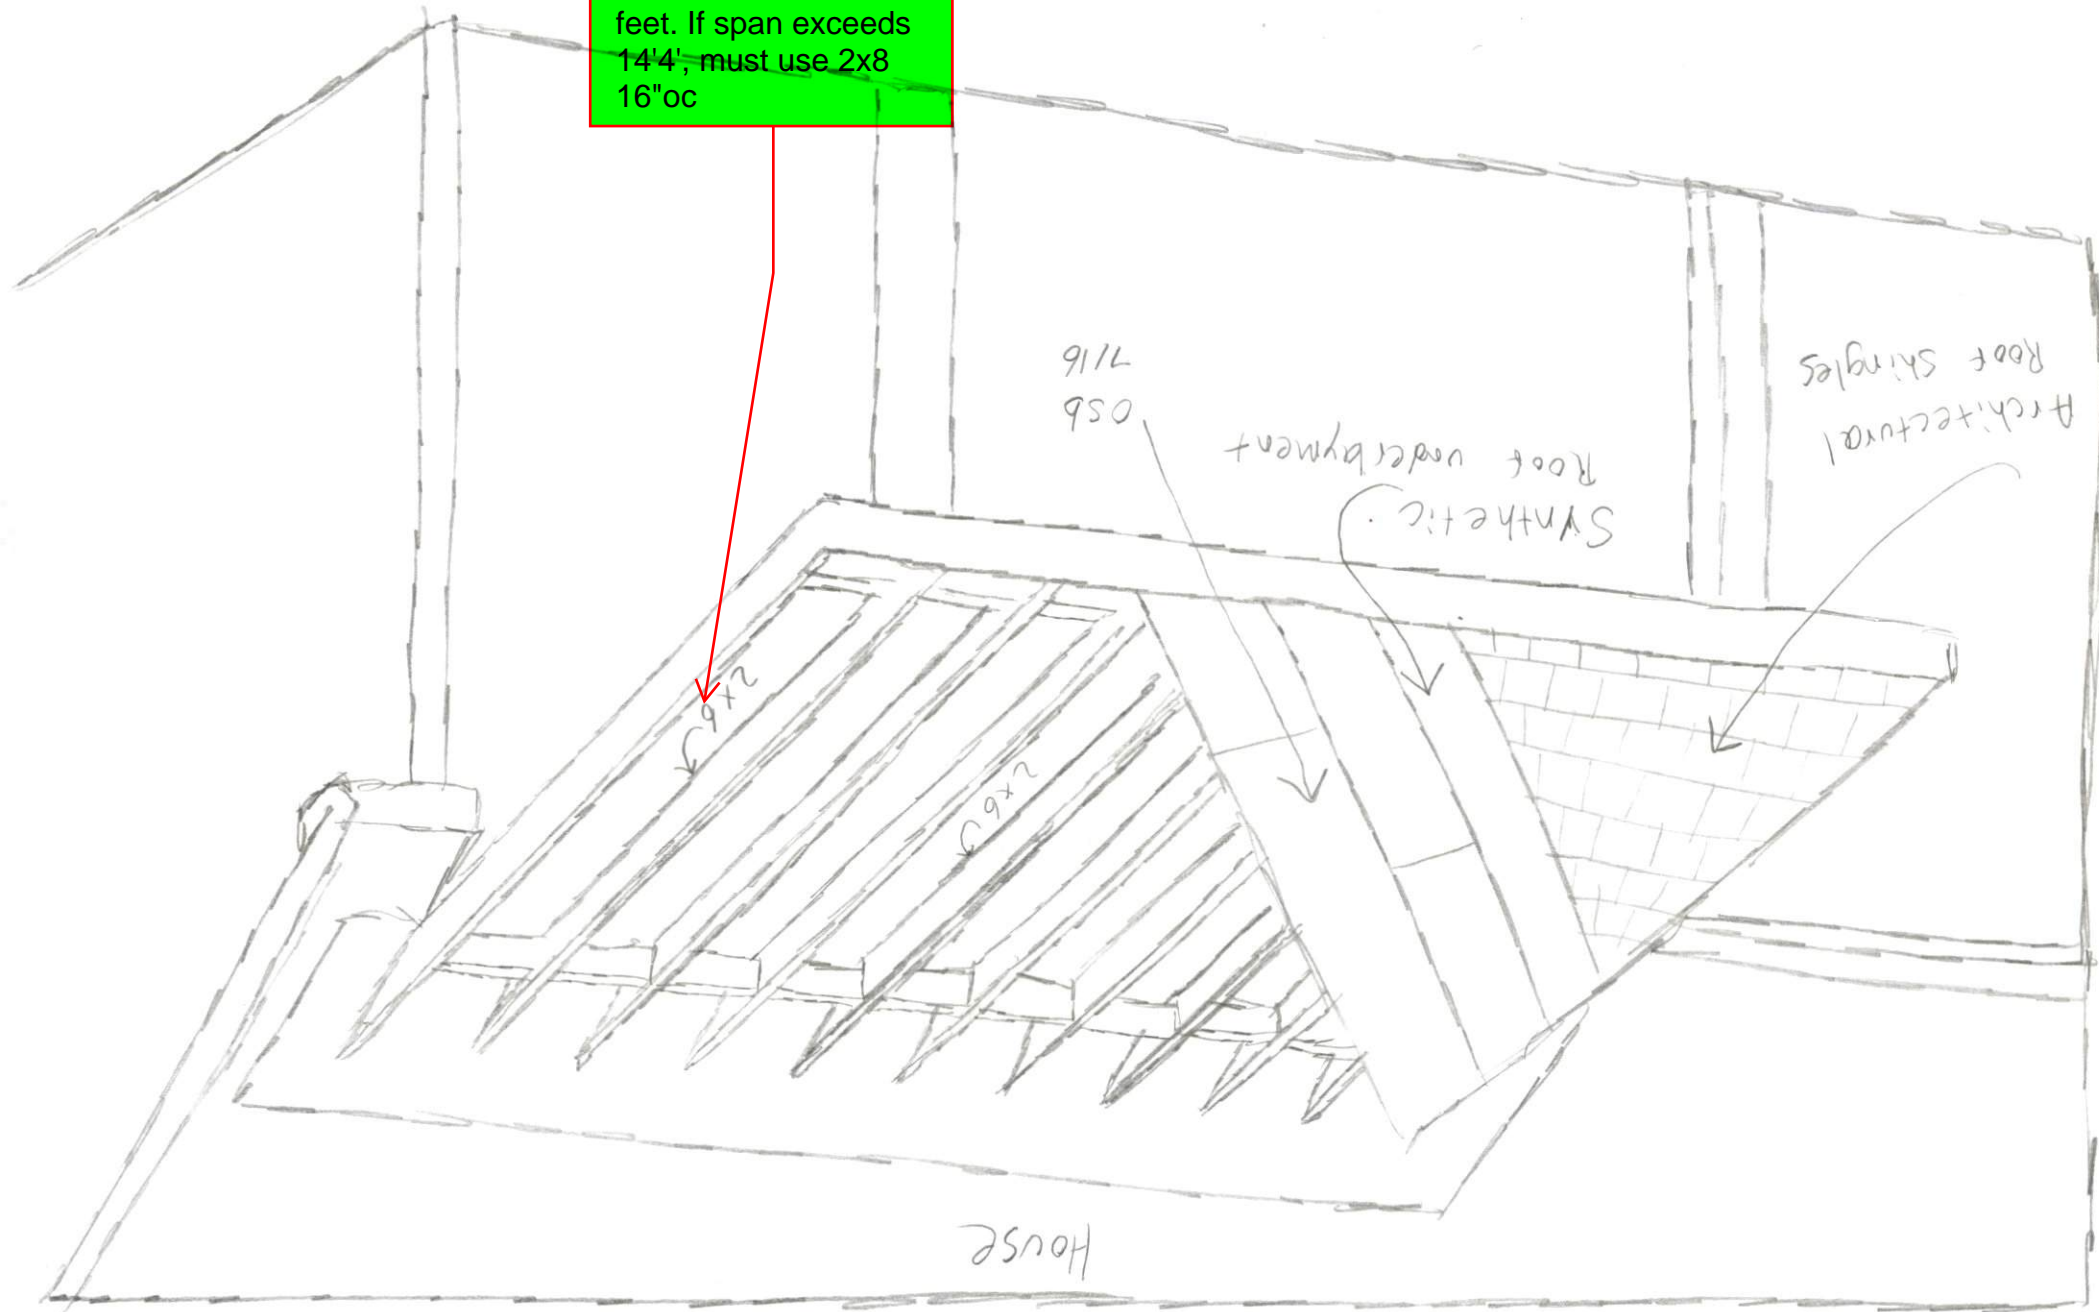 feet. If span exceeds
14'4', must use 2x8
16"oc
House
2x6
2x6
Architectural
Roof Shingles
Synthetic.
Roof underlayment
OSb
7/16